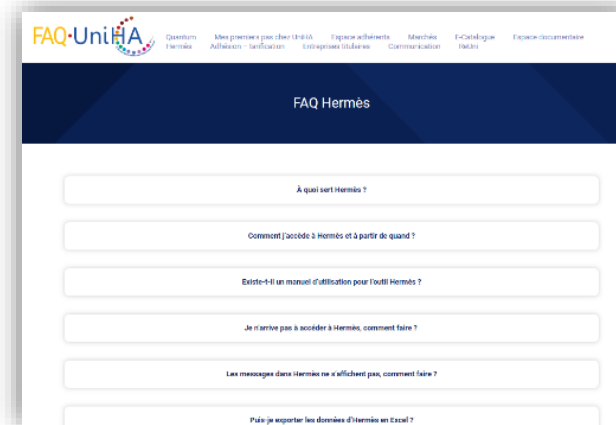 FAQ·UniHA
Quantum Mes premiers pas chez UniHA Espace adhérents Marchés E-Catalogue Espace documentaire
Hermès Adhésion – tarification Entreprises titulaires Communication ReUni
FAQ Hermès
À quoi sert Hermès ?
Comment j'accède à Hermès et à partir de quand ?
Existe-t-il un manuel d'utilisation pour l'outil Hermès ?
Je n'arrive pas à accéder à Hermès, comment faire ?
Les messages dans Hermès ne s'affichent pas, comment faire ?
Puis-je exporter les données d'Hermès en Excel ?